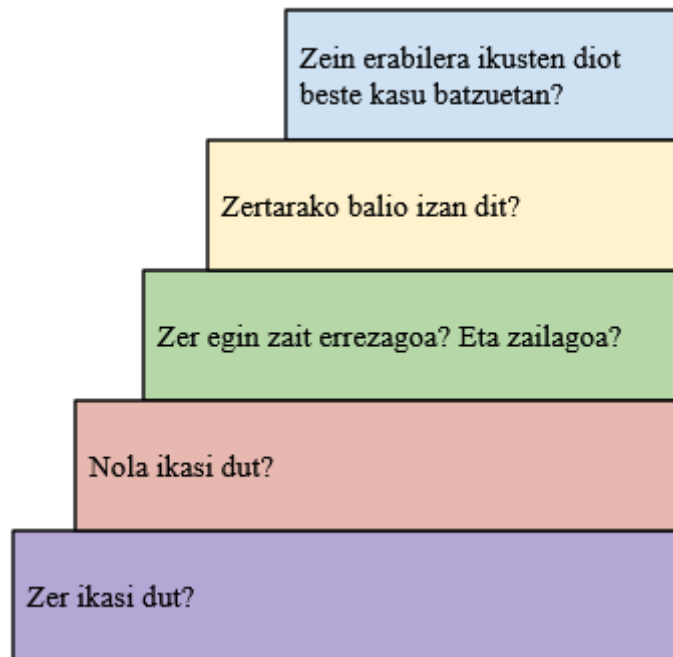 Zein erabilera ikusten diot
beste kasu batzuetan?
Zertarako balio izan dit?
Zer egin zait errezagoa? Eta zailagoa?
Nola ikasi dut?
Zer ikasi dut?